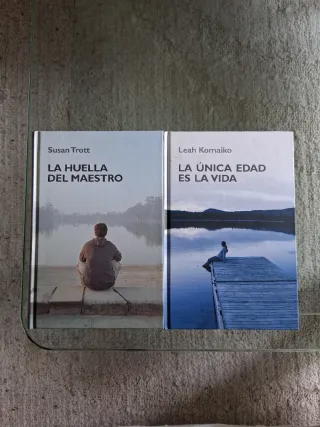 Susan Trott
LA HUELLA
DEL MAESTRO
Leah Komaiko
LA ÚNICA EDAD
ES LA VIDA